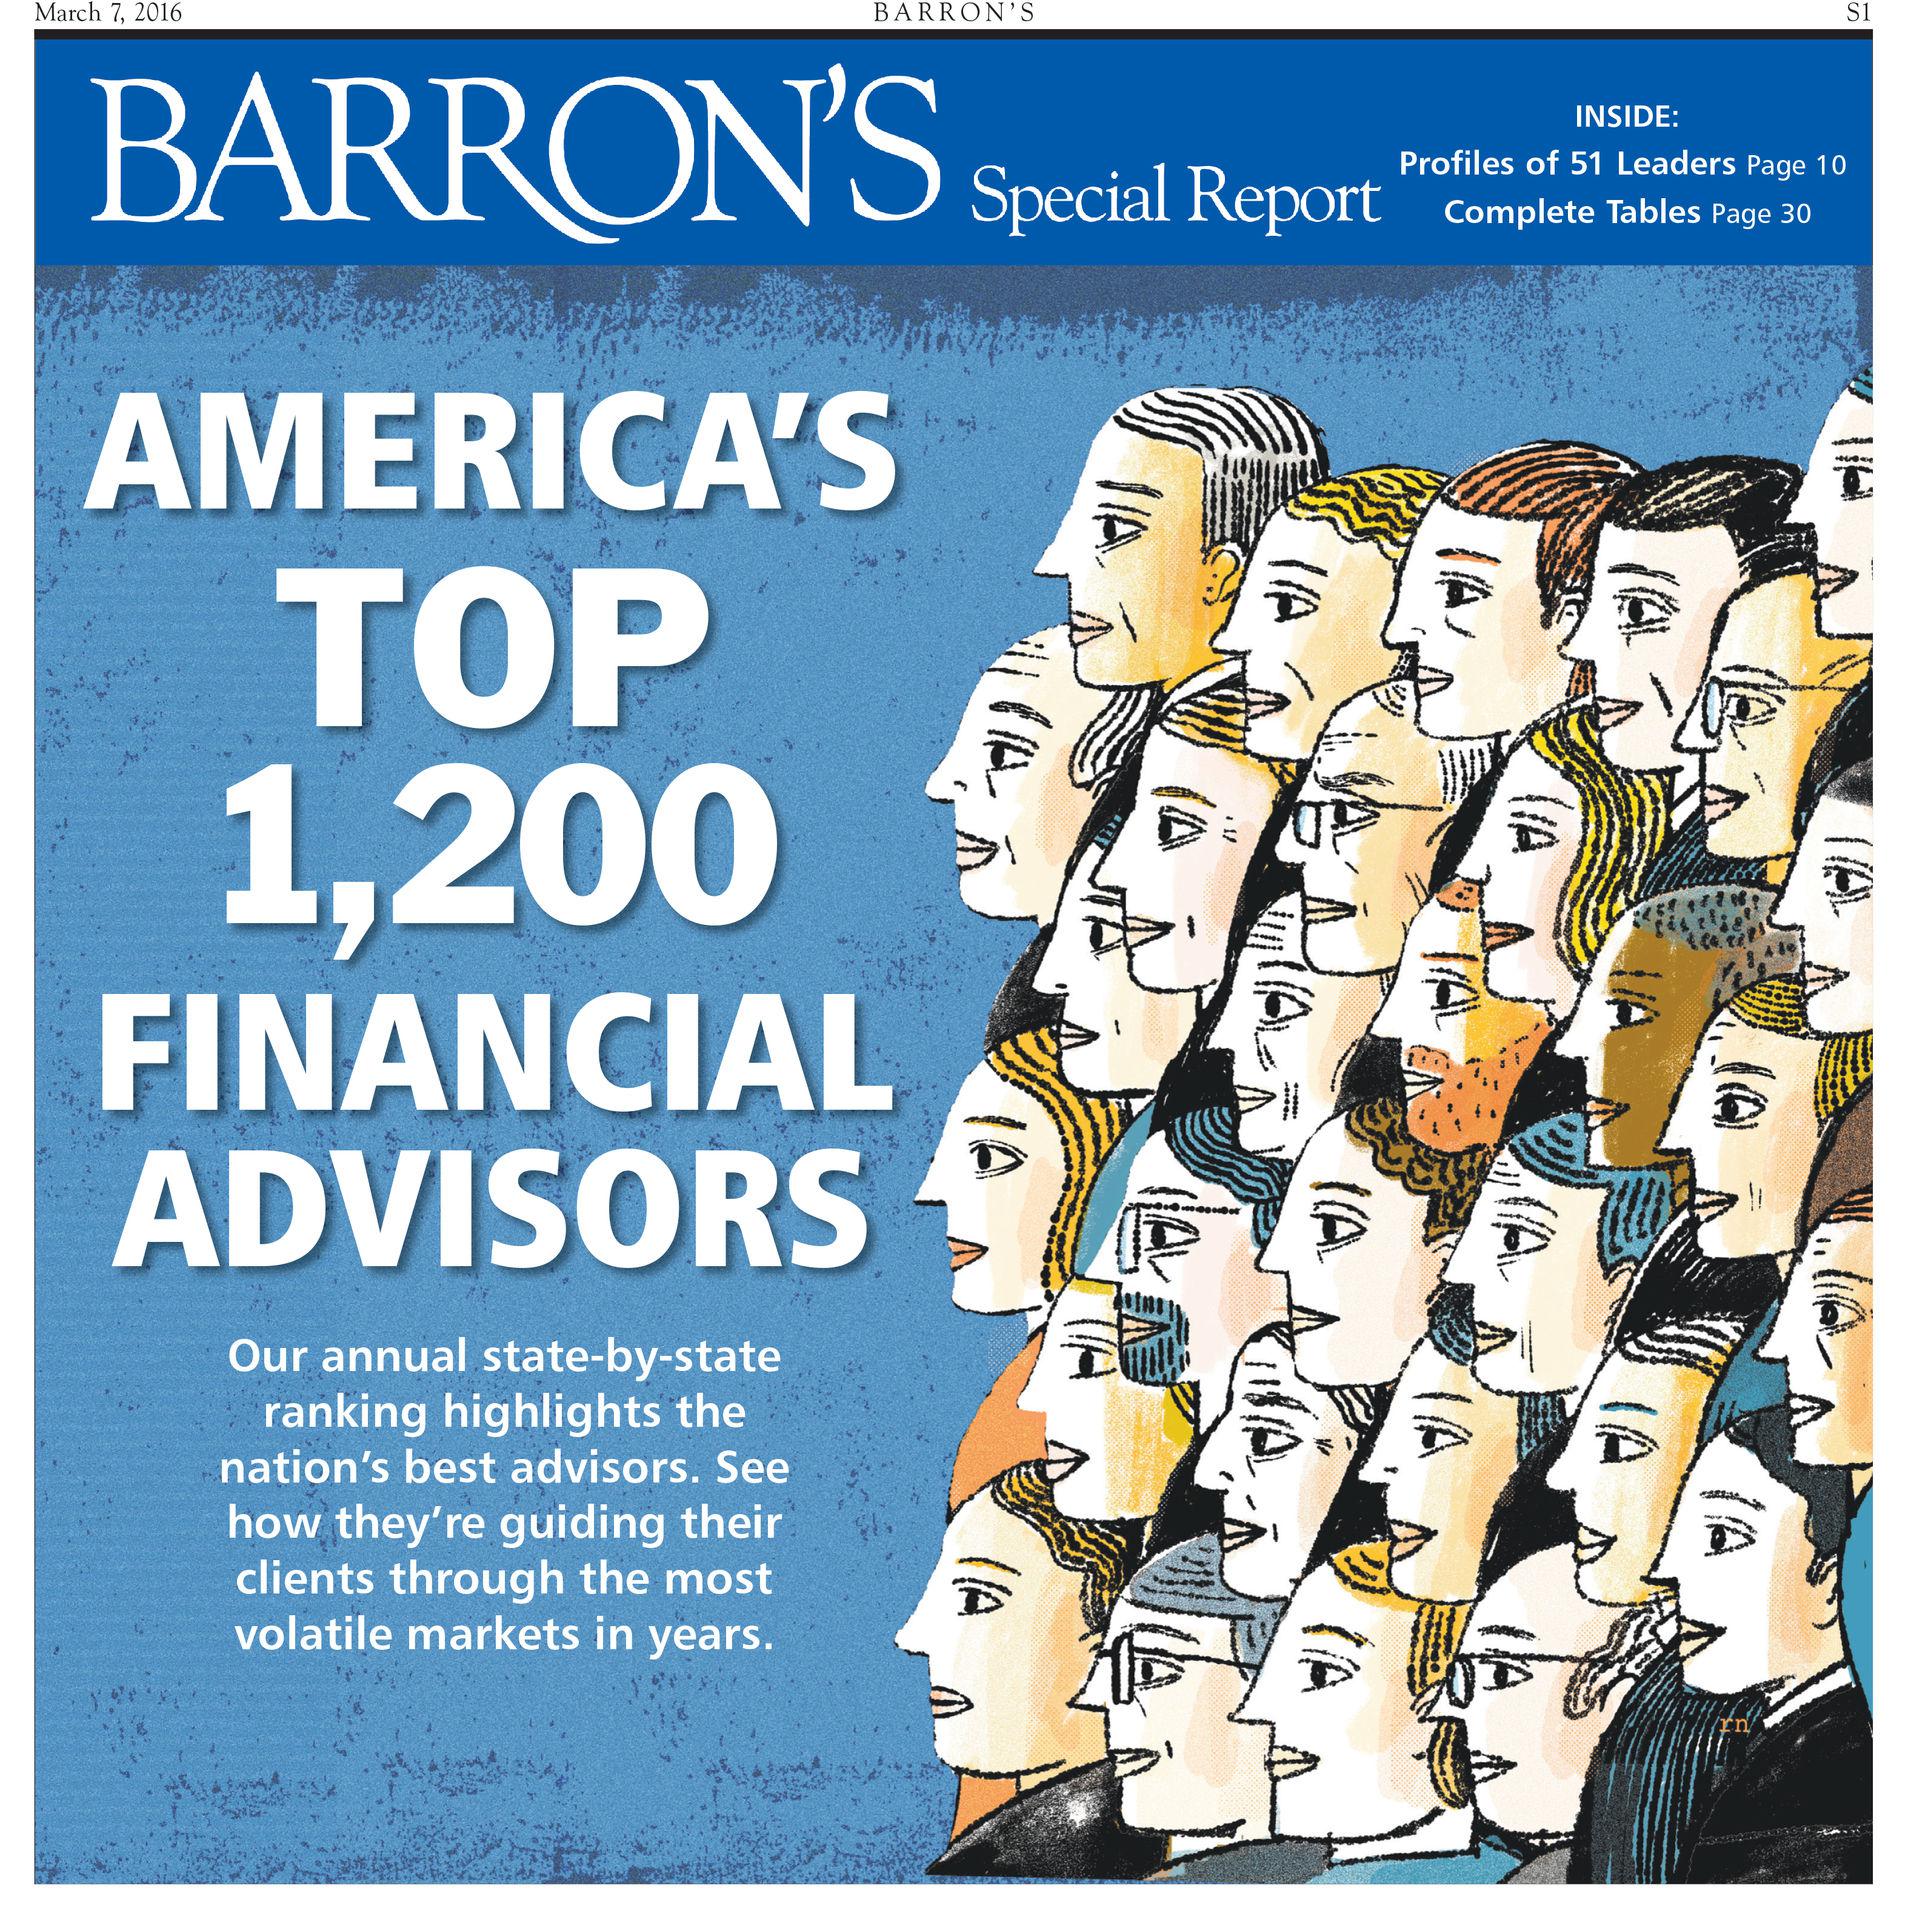 March 7, 2016 BARRON'S S1
BARRON'S Special Report
INSIDE:
Profiles of 51 Leaders Page 10
Complete Tables Page 30
AMERICA'S
TOP
1,200
FINANCIAL
ADVISORS
Our annual state-by-state
ranking highlights the
nation's best advisors. See
how they're guiding their
clients through the most
volatile markets in years.
rn